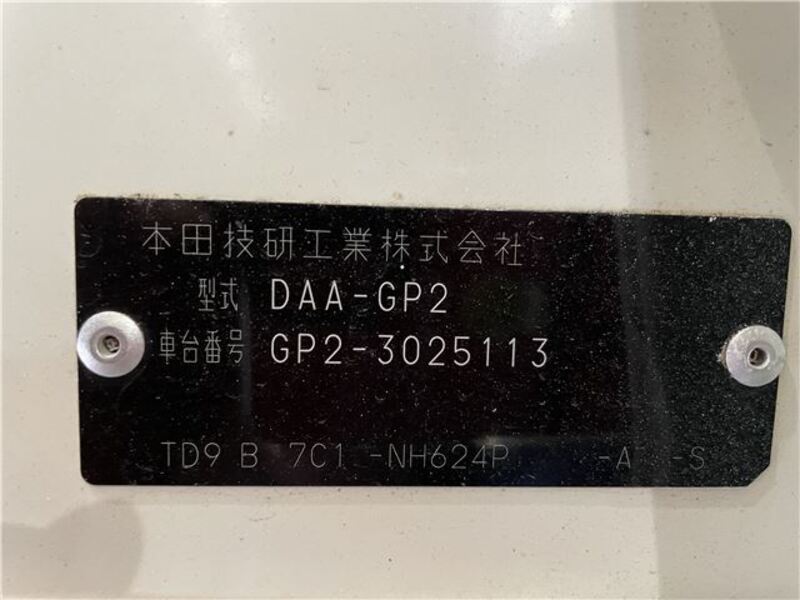 本田技研工業株式会社
型式 DAA-GP2
車台番号 GP2-3025113
TD9 B 7C1 -NH624P -A -S